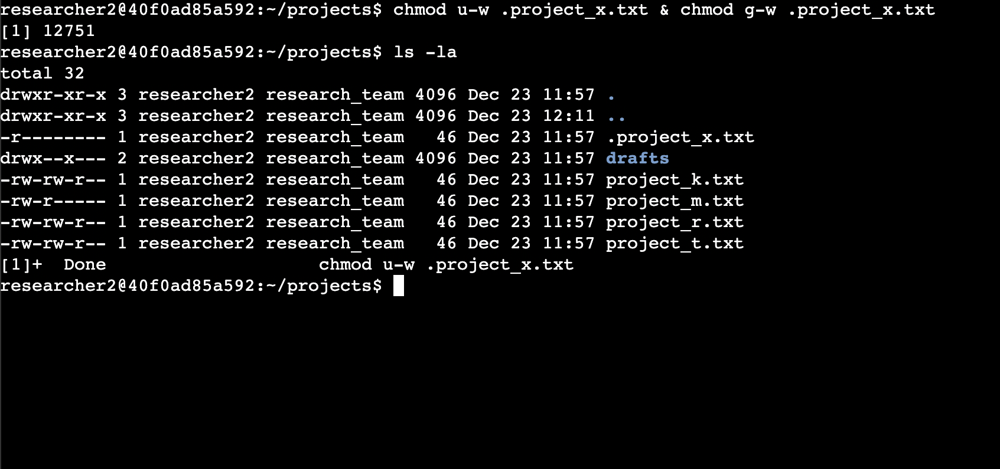 researcher2@40f0ad85a592:~/projects$ chmod u-w .project_x.txt & chmod g-w .project_x.txt
[1] 12751
researcher2@40f0ad85a592:~/projects$ ls -la
total 32
drwxr-xr-x 3 researcher2 research_team 4096 Dec 23 11:57 .
drwxr-xr-x 3 researcher2 research_team 4096 Dec 23 12:11 ..
-r-------- 1 researcher2 research_team   46 Dec 23 11:57 .project_x.txt
drwx--x--- 2 researcher2 research_team 4096 Dec 23 11:57 drafts
-rw-rw-r-- 1 researcher2 research_team   46 Dec 23 11:57 project_k.txt
-rw-r----- 1 researcher2 research_team   46 Dec 23 11:57 project_m.txt
-rw-rw-r-- 1 researcher2 research_team   46 Dec 23 11:57 project_r.txt
-rw-rw-r-- 1 researcher2 research_team   46 Dec 23 11:57 project_t.txt
[1]+  Done                    chmod u-w .project_x.txt
researcher2@40f0ad85a592:~/projects$